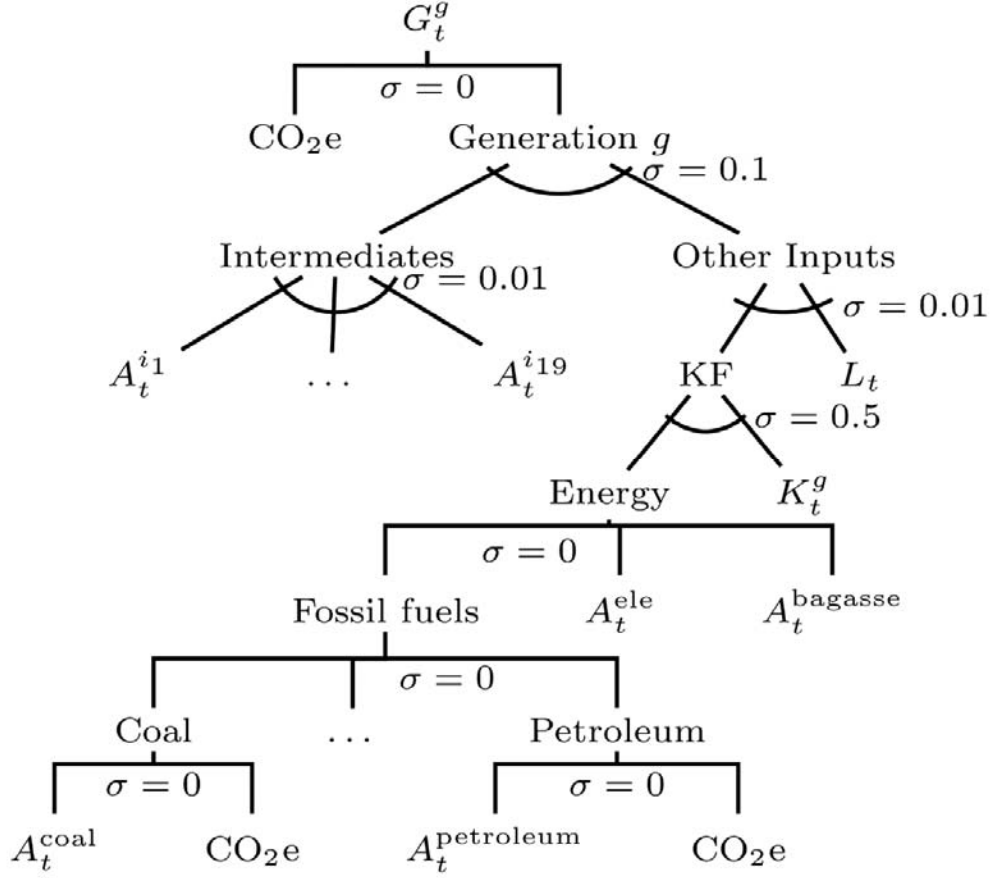 G_t^g
σ = 0
CO₂e Generation g
σ = 0.1
Intermediates Other Inputs
σ = 0.01
σ = 0.01
A_t^{i1} ... A_t^{i19} KF L_t
σ = 0.5
Energy K_t^g
σ = 0
Fossil fuels A_t^{ele} A_t^{bagasse}
σ = 0
Coal ... Petroleum
σ = 0 σ = 0
A_t^{coal} CO₂e A_t^{petroleum} CO₂e